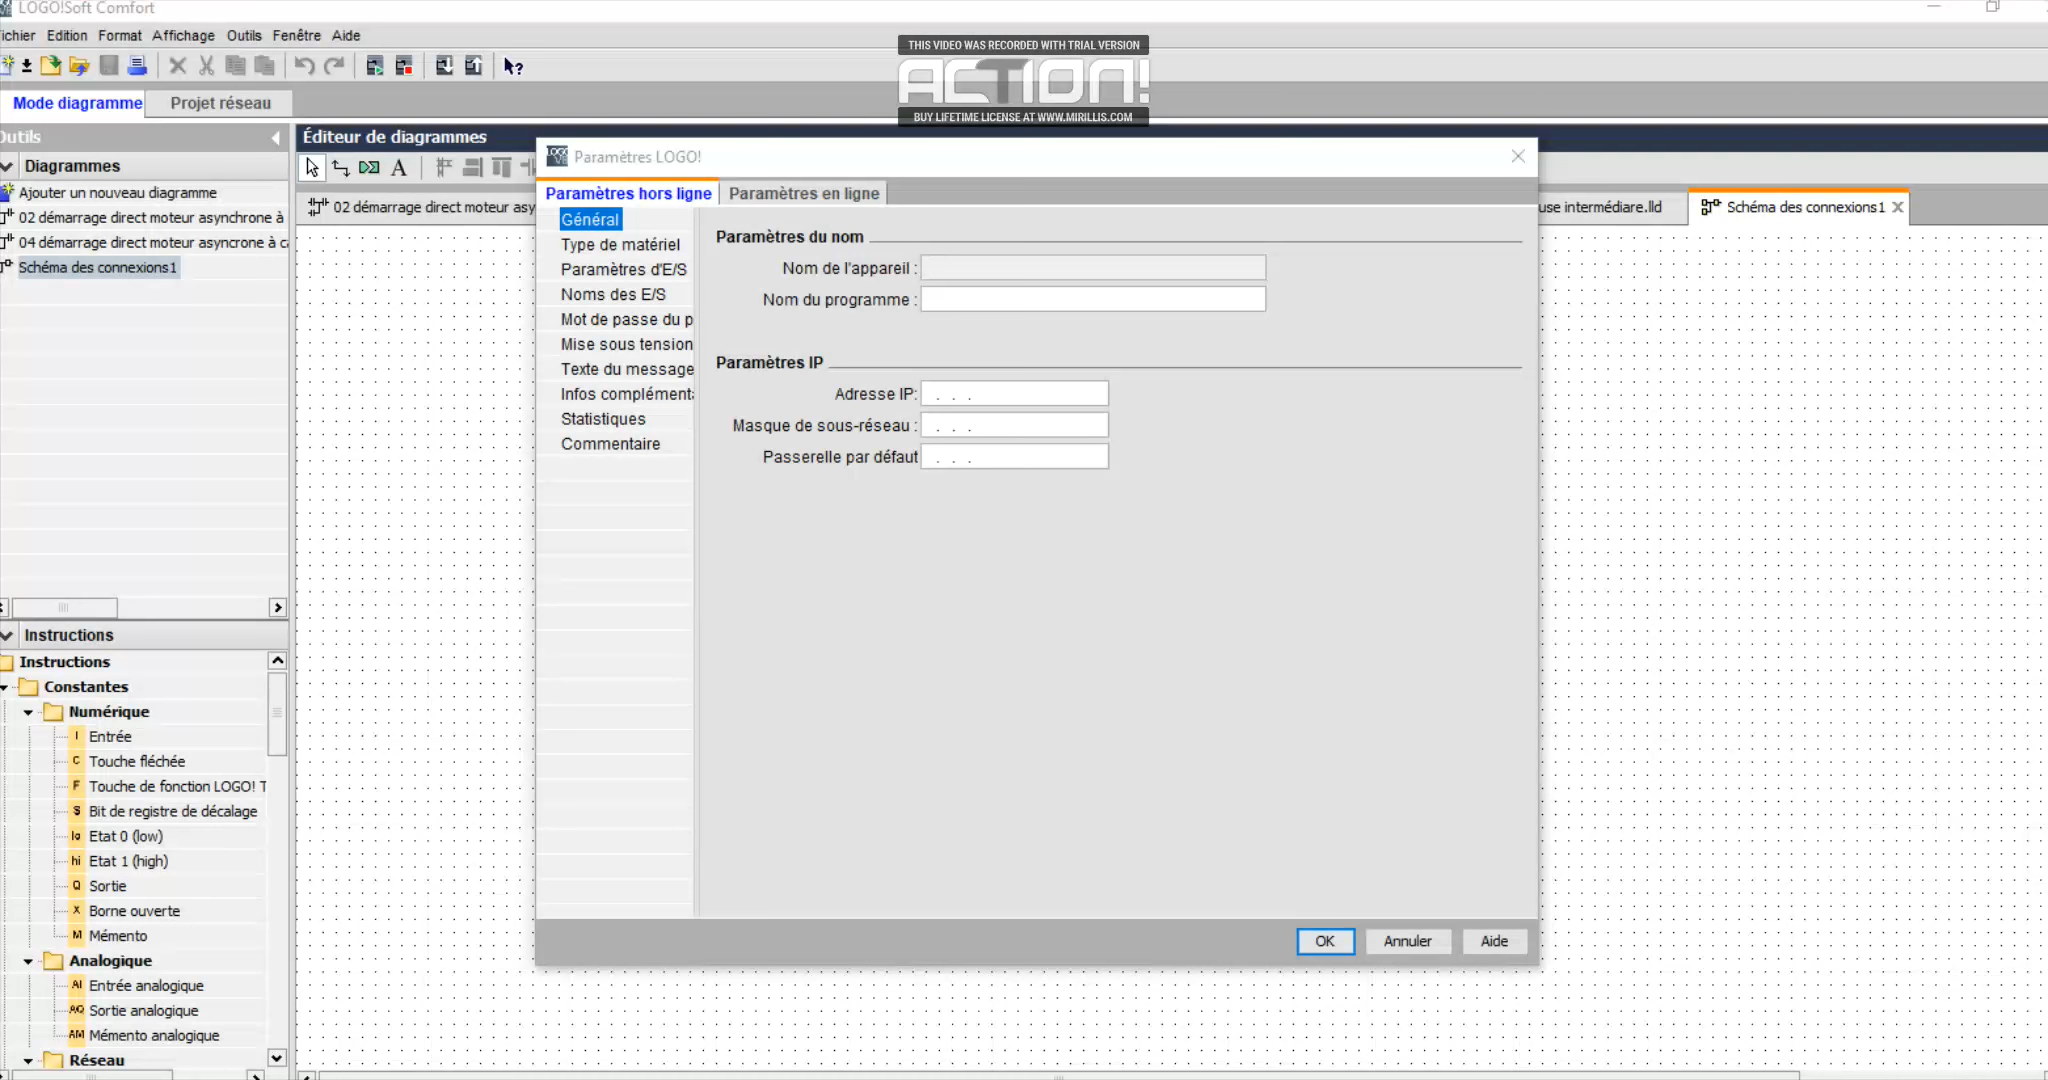 LOGO!Soft Comfort
ichier Edition Format Affichage Outils Fenêtre Aide
THIS VIDEO WAS RECORDED WITH TRIAL VERSION
ACTION!
BUY LIFETIME LICENSE AT WWW.MIRILLIS.COM
Mode diagramme Projet réseau
Outils
Diagrammes
Ajouter un nouveau diagramme
02 démarrage direct moteur asynchrone à
04 démarrage direct moteur asyncrone à ca
Schéma des connexions1
Éditeur de diagrammes
A
02 démarrage direct moteur asy
use intermédiare.lld
Schéma des connexions1
Paramètres LOGO!
Paramètres hors ligne Paramètres en ligne
Général
Type de matériel
Paramètres d'E/S
Noms des E/S
Mot de passe du p
Mise sous tension
Texte du message
Infos complément
Statistiques
Commentaire
Paramètres du nom
Nom de l'appareil :
Nom du programme :
Paramètres IP
Adresse IP: . . .
Masque de sous-réseau : . . .
Passerelle par défaut . . .
OK Annuler Aide
Instructions
Instructions
Constantes
Numérique
I Entrée
C Touche fléchée
F Touche de fonction LOGO! T
S Bit de registre de décalage
lo Etat 0 (low)
hi Etat 1 (high)
Q Sortie
X Borne ouverte
M Mémento
Analogique
AI Entrée analogique
AQ Sortie analogique
AM Mémento analogique
Réseau